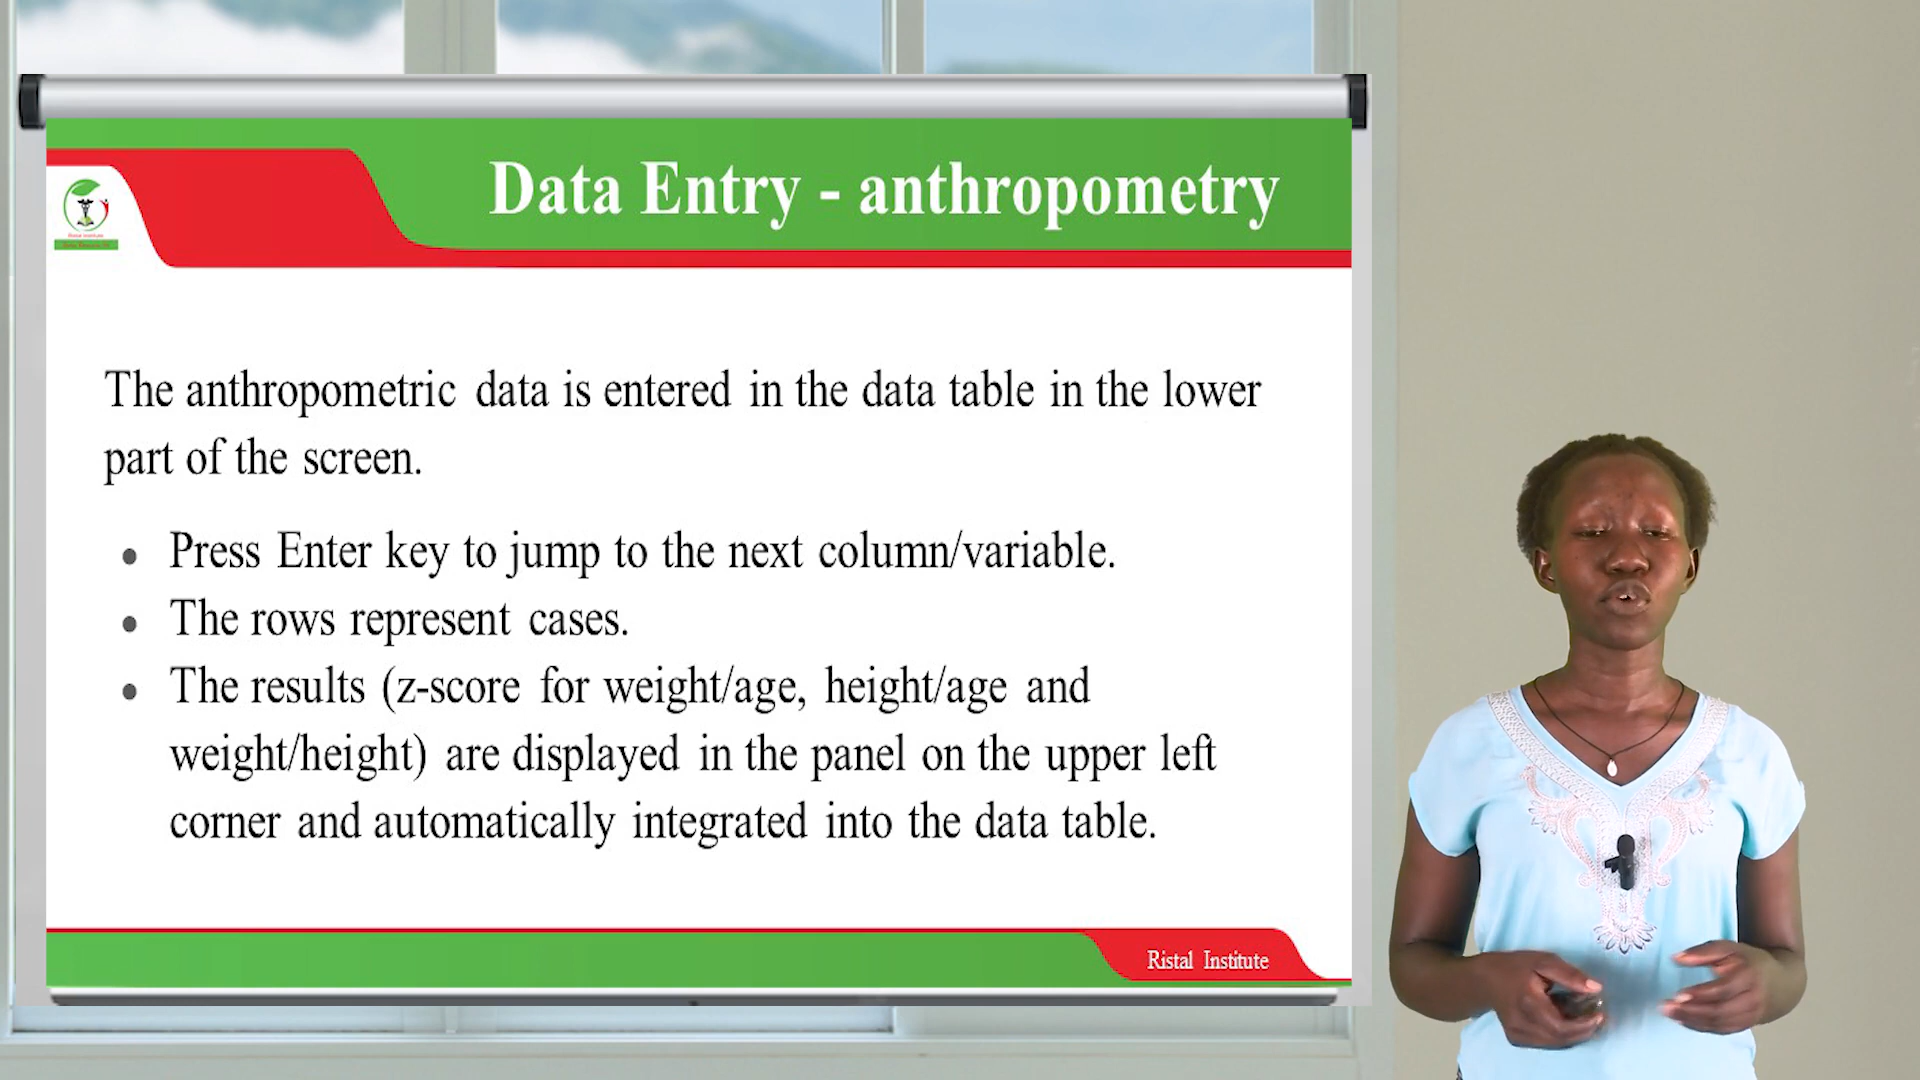 Data Entry - anthropometry
The anthropometric data is entered in the data table in the lower
part of the screen.
• Press Enter key to jump to the next column/variable.
• The rows represent cases.
• The results (z-score for weight/age, height/age and
weight/height) are displayed in the panel on the upper left
corner and automatically integrated into the data table.
Ristal Institute